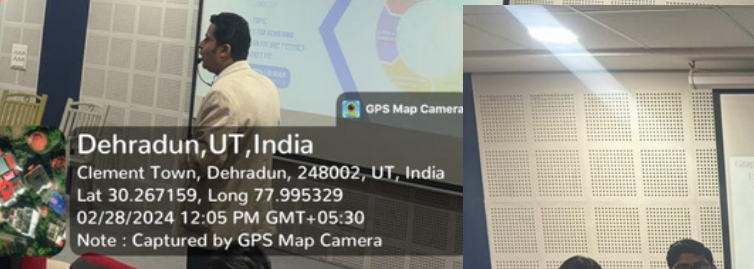 GPS Map Camera
Dehradun,UT,India
Clement Town, Dehradun, 248002, UT, India
Lat 30.267159, Long 77.995329
02/28/2024 12:05 PM GMT+05:30
Note : Captured by GPS Map Camera